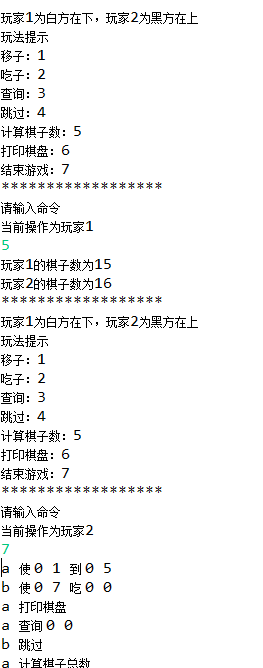 玩家1为白方在下，玩家2为黑方在上
玩法提示
移子：1
吃子：2
查询：3
跳过：4
计算棋子数：5
打印棋盘：6
结束游戏：7
******************
请输入命令
当前操作为玩家1
5
玩家1的棋子数为15
玩家2的棋子数为16
******************
玩家1为白方在下，玩家2为黑方在上
玩法提示
移子：1
吃子：2
查询：3
跳过：4
计算棋子数：5
打印棋盘：6
结束游戏：7
******************
请输入命令
当前操作为玩家2
7
a 使0 1 到0 5
b 使0 7 吃0 0
a 打印棋盘
a 查询0 0
b 跳过
a 计算棋子总数